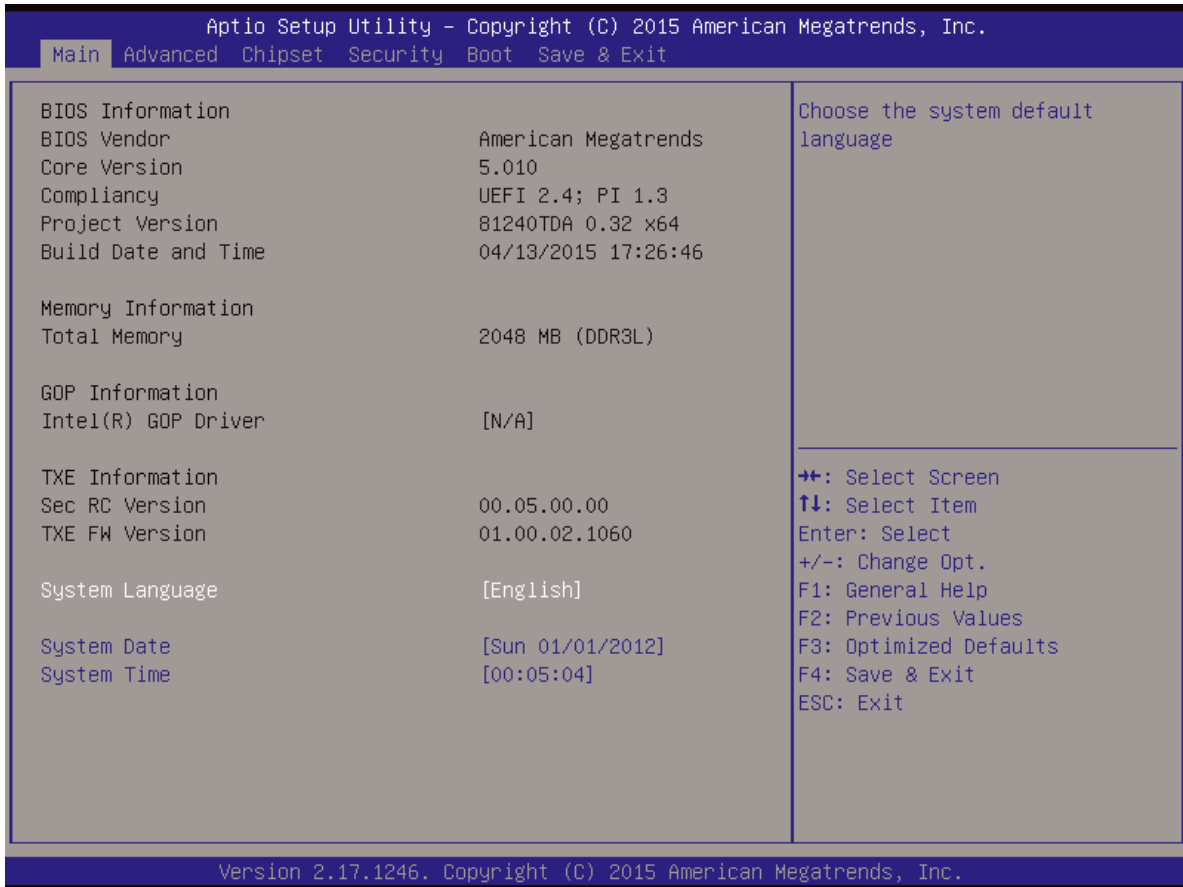 Aptio Setup Utility – Copyright (C) 2015 American Megatrends, Inc.
Main Advanced Chipset Security Boot Save & Exit
BIOS Information
BIOS Vendor American Megatrends
Core Version 5.010
Compliancy UEFI 2.4; PI 1.3
Project Version 81240TDA 0.32 x64
Build Date and Time 04/13/2015 17:26:46
Memory Information
Total Memory 2048 MB (DDR3L)
GOP Information
Intel(R) GOP Driver [N/A]
TXE Information
Sec RC Version 00.05.00.00
TXE FW Version 01.00.02.1060
System Language [English]
System Date [Sun 01/01/2012]
System Time [00:05:04]
Choose the system default
language
→←: Select Screen
↑↓: Select Item
Enter: Select
+/-: Change Opt.
F1: General Help
F2: Previous Values
F3: Optimized Defaults
F4: Save & Exit
ESC: Exit
Version 2.17.1246. Copyright (C) 2015 American Megatrends, Inc.